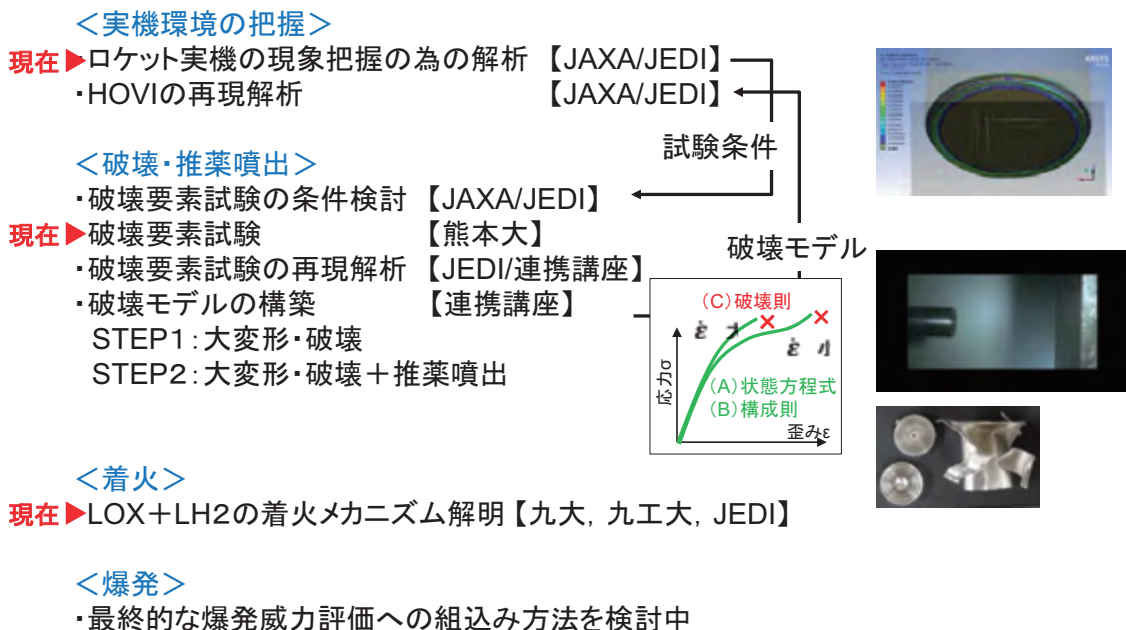 ＜実機環境の把握＞
現在▶ロケット実機の現象把握の為の解析 【JAXA/JEDI】
・HOVIの再現解析 【JAXA/JEDI】
試験条件
＜破壊・推薬噴出＞
・破壊要素試験の条件検討 【JAXA/JEDI】
現在▶破壊要素試験 【熊本大】
・破壊要素試験の再現解析 【JEDI/連携講座】
・破壊モデルの構築 【連携講座】
STEP1：大変形・破壊
STEP2：大変形・破壊＋推薬噴出
破壊モデル
(C)破壊則
ε̇
ε̇ 小
(A)状態方程式
(B)構成則
応力σ
歪みε
＜着火＞
現在▶LOX＋LH2の着火メカニズム解明【九大，九工大，JEDI】
＜爆発＞
・最終的な爆発威力評価への組込み方法を検討中
ANSYS